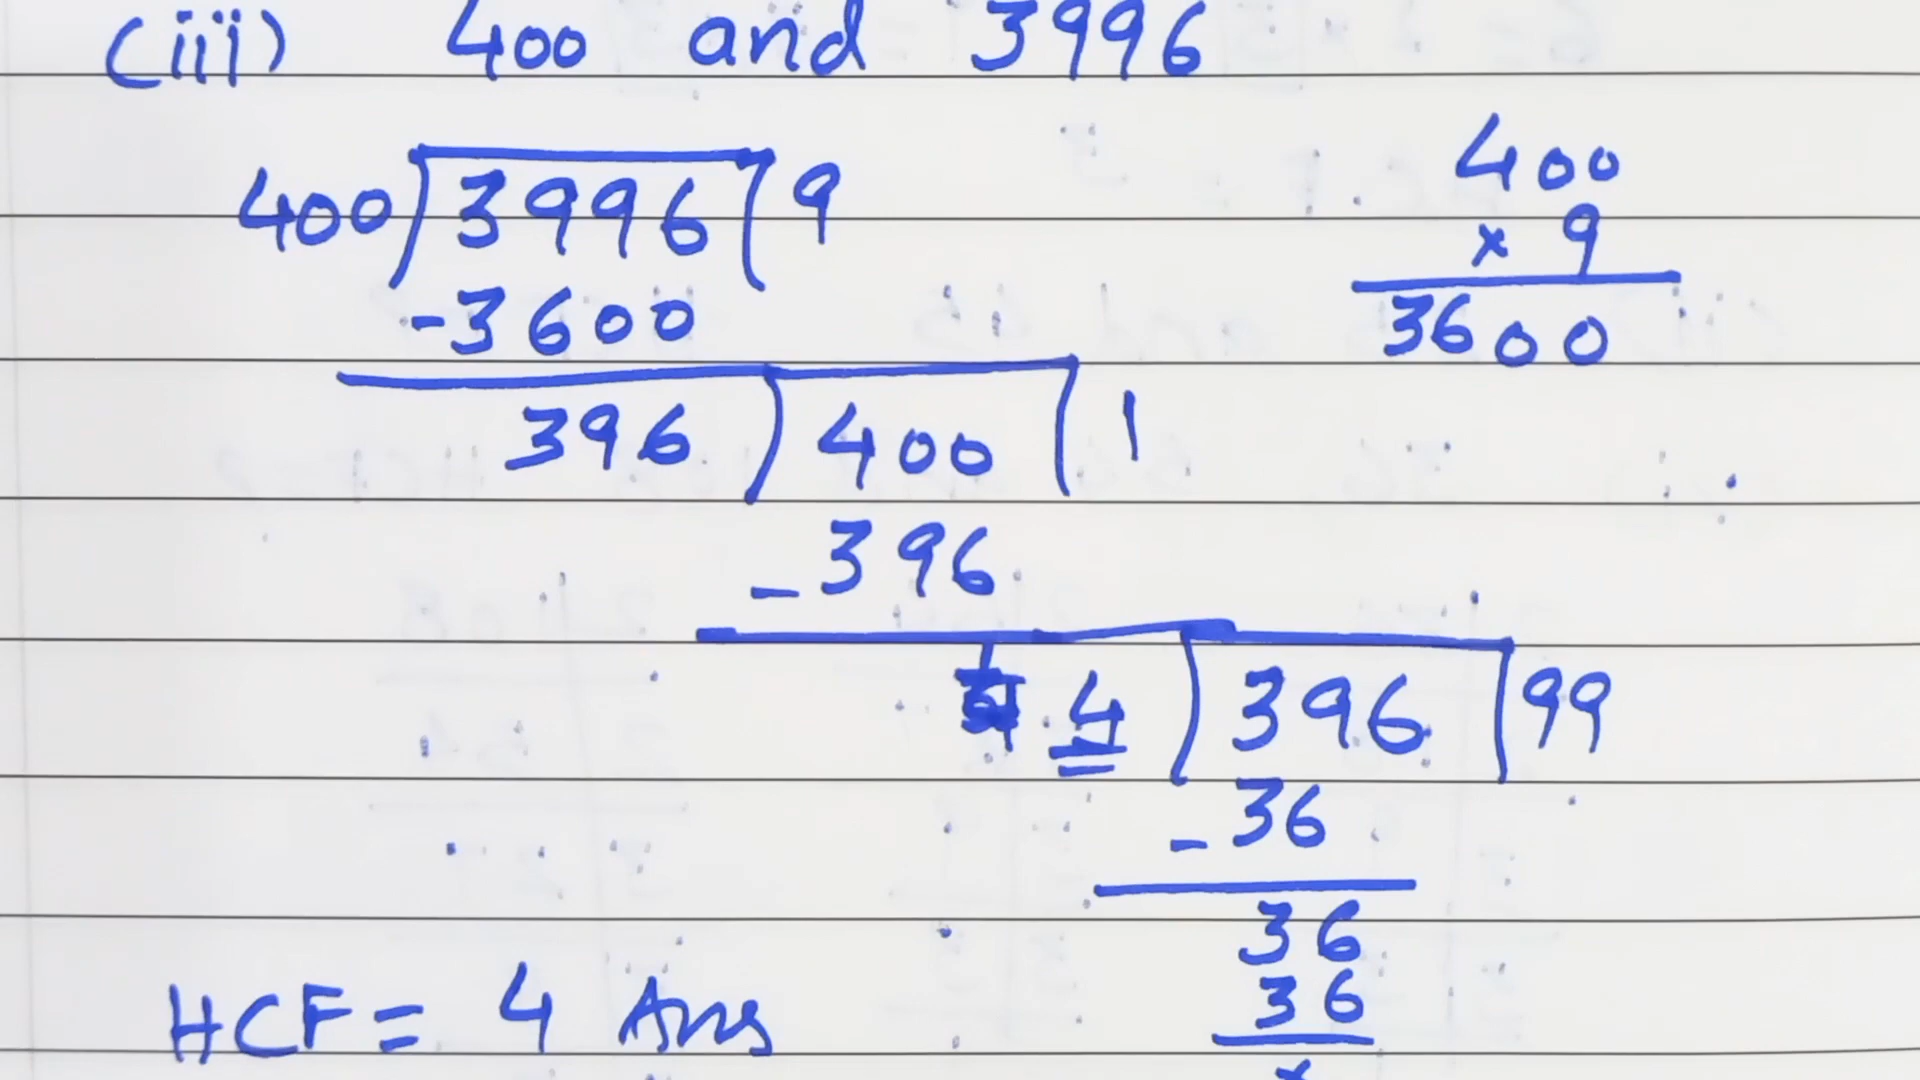 (iii) 400 and 3996
400 ) 3996 ( 9
400
× 9
3600
-3600
396 ) 400 ( 1
- 396
4 ) 396 ( 99
- 36
36
36
×
HCF = 4 Ans